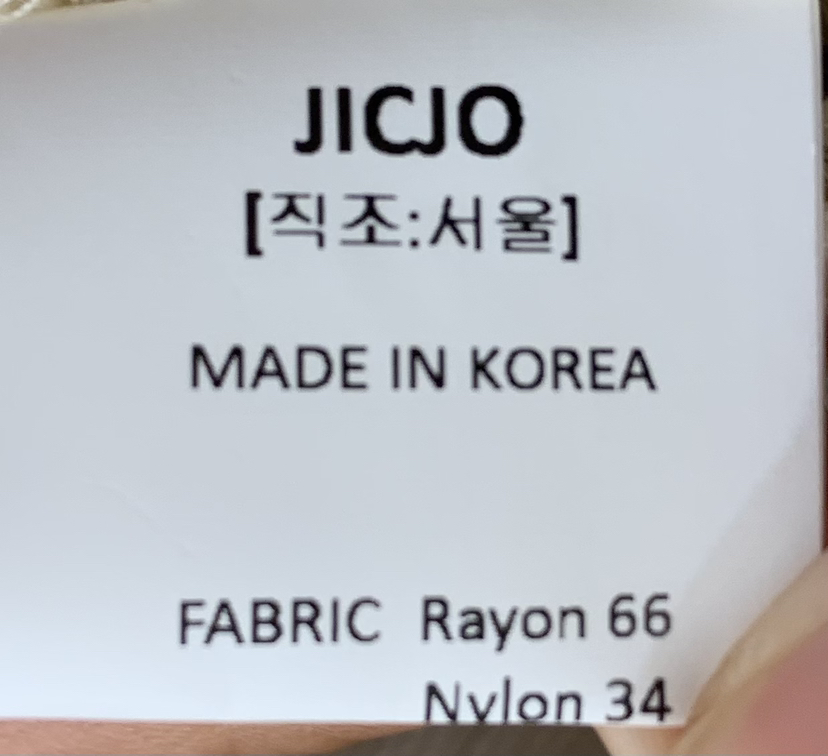 JICJO
[직조:서울]
MADE IN KOREA
FABRIC Rayon 66
Nylon 34